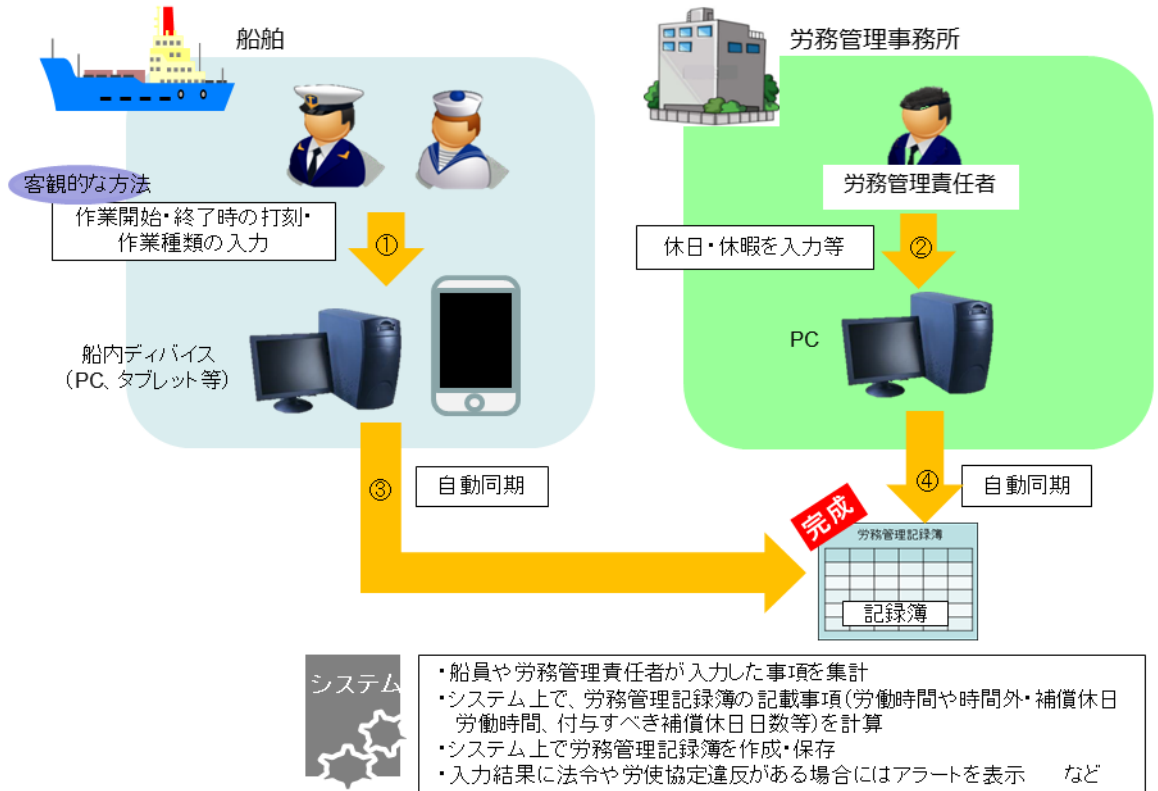 船舶
労務管理事務所
客観的な方法
作業開始・終了時の打刻・
作業種類の入力
①
労務管理責任者
休日・休暇を入力等
②
船内ディバイス
(PC、タブレット等)
PC
③
自動同期
④
自動同期
完成
労務管理記録簿
記録簿
システム
・船員や労務管理責任者が入力した事項を集計
・システム上で、労務管理記録簿の記載事項(労働時間や時間外・補償休日
労働時間、付与すべき補償休日日数等)を計算
・システム上で労務管理記録簿を作成・保存
・入力結果に法令や労使協定違反がある場合にはアラートを表示 など